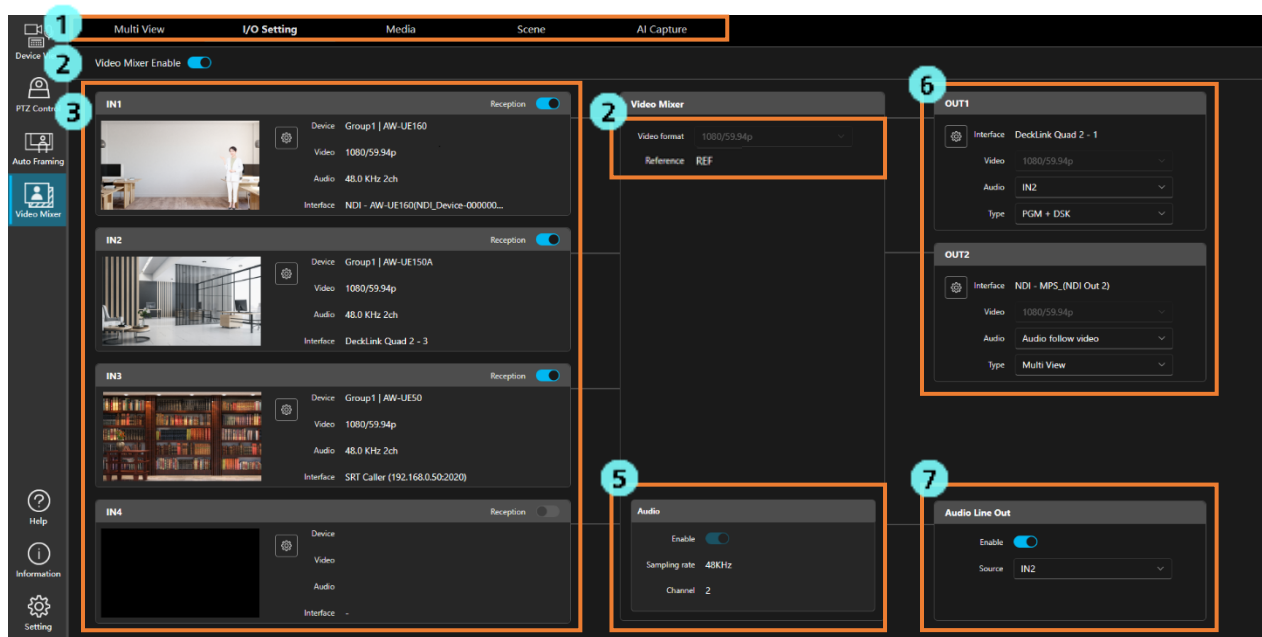 1
Multi View
I/O Setting
Media
Scene
AI Capture
Device
2
Video Mixer Enable
PTZ Control
Auto Framing
Video Mixer
Help
Information
Setting
3
IN1
Reception
Device Group1 | AW-UE160
Video 1080/59.94p
Audio 48.0 KHz 2ch
Interface NDI - AW-UE160(NDI_Device-000000...
IN2
Reception
Device Group1 | AW-UE150A
Video 1080/59.94p
Audio 48.0 KHz 2ch
Interface DeckLink Quad 2 - 3
IN3
Reception
Device Group1 | AW-UE50
Video 1080/59.94p
Audio 48.0 KHz 2ch
Interface SRT Caller (192.168.0.50:2020)
IN4
Reception
Device
Video
Audio
Interface -
2
Video Mixer
Video format 1080/59.94p
Reference REF
5
Audio
Enable
Sampling rate 48KHz
Channel 2
6
OUT1
Interface DeckLink Quad 2 - 1
Video 1080/59.94p
Audio IN2
Type PGM + DSK
OUT2
Interface NDI - MPS_(NDI Out 2)
Video 1080/59.94p
Audio Audio follow video
Type Multi View
7
Audio Line Out
Enable
Source IN2